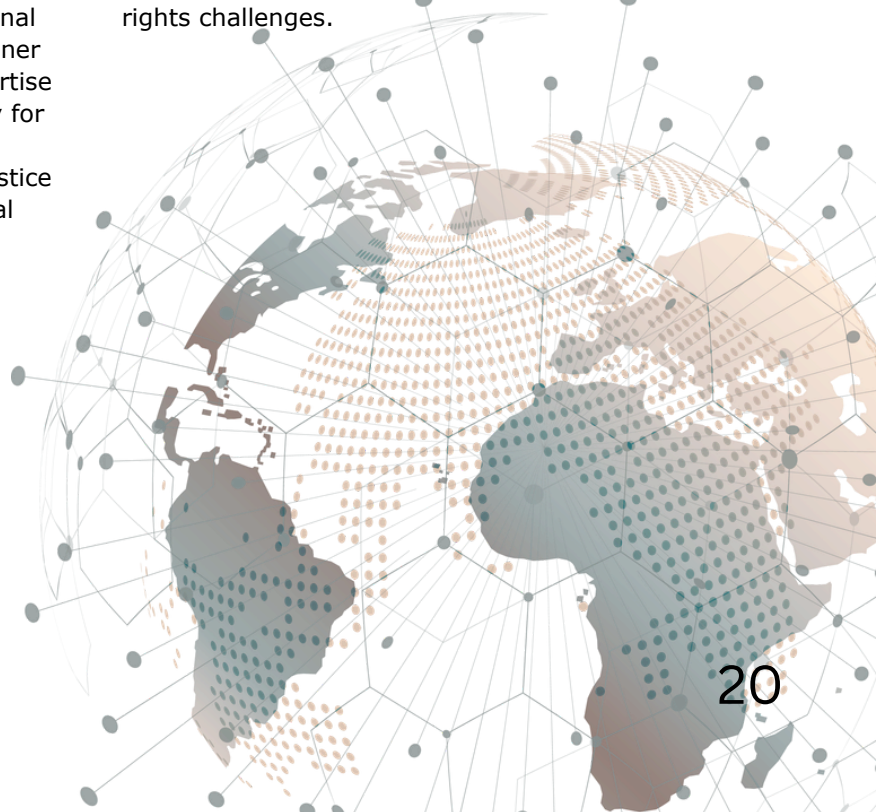 nal
ner
rtise
y for
stice
al
rights challenges.
20